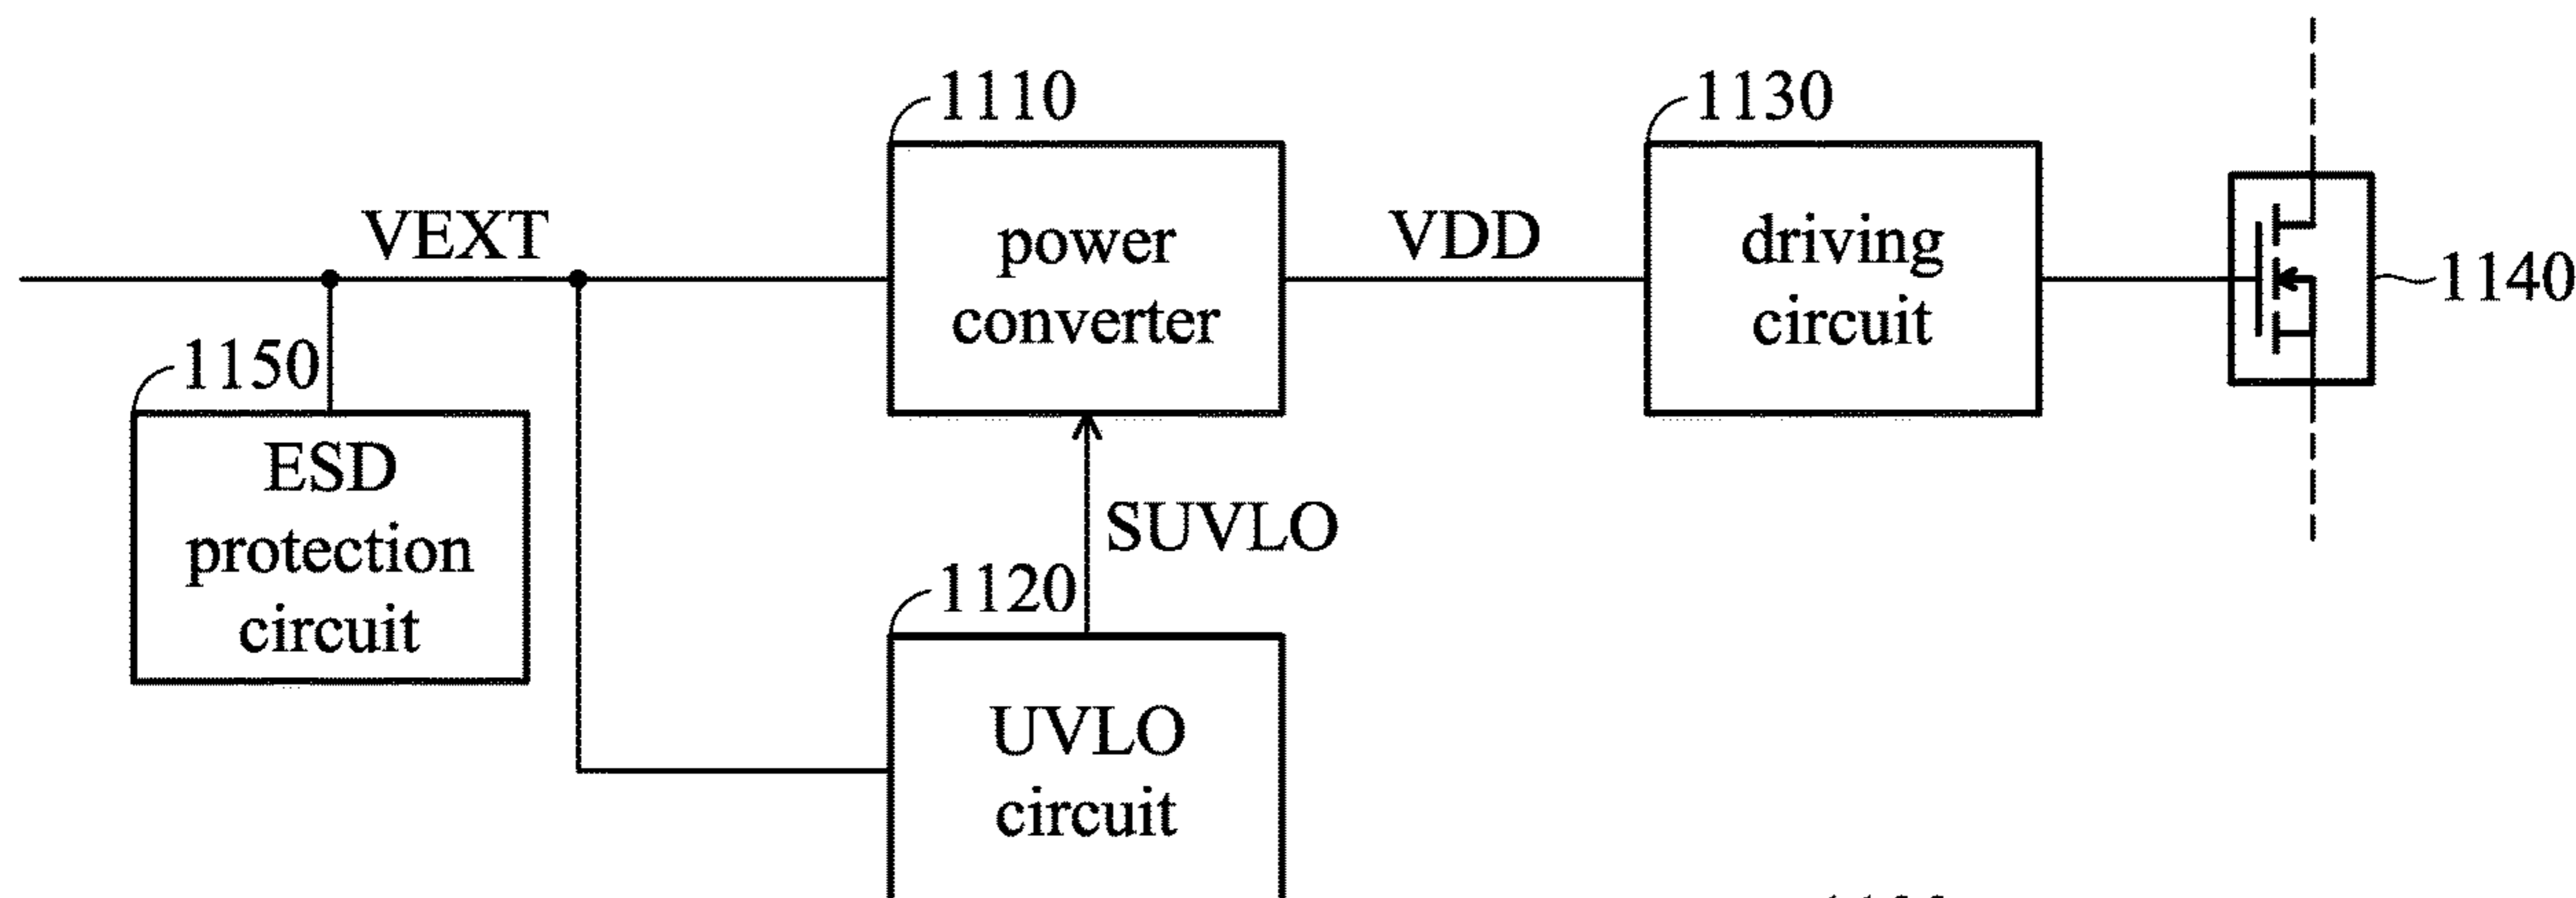 1110
1130
VEXT
power
converter
VDD
driving
circuit
1140
1150
ESD
protection
circuit
SUVLO
1120
UVLO
circuit